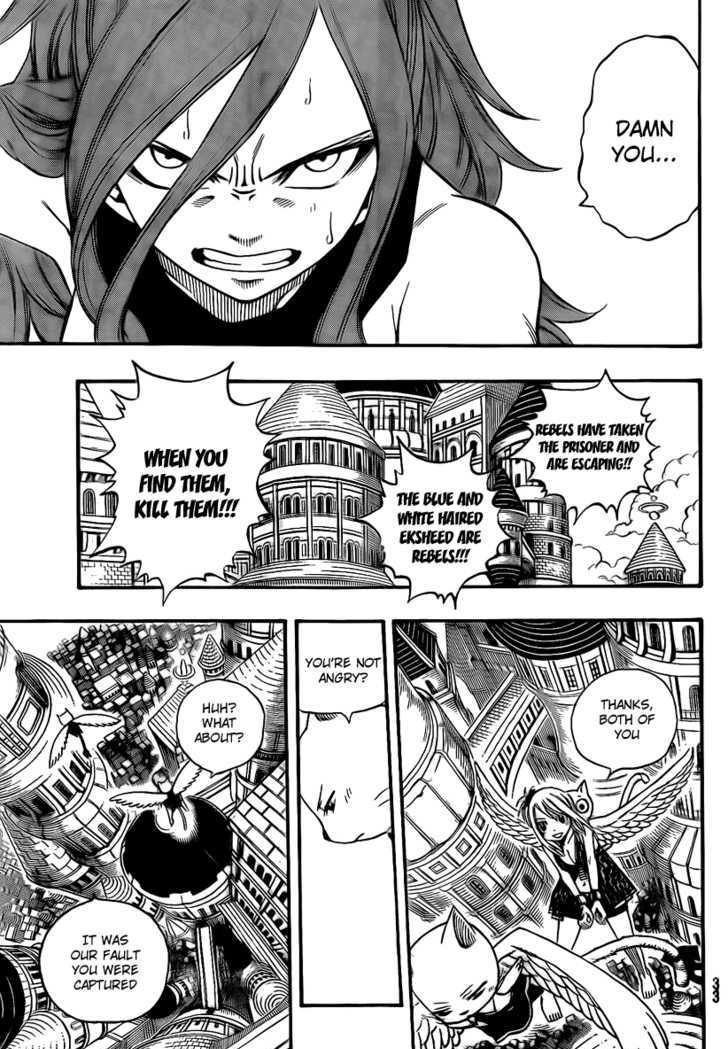 DAMN
YOU...
REBELS HAVE TAKEN
THE PRISONER AND
ARE ESCAPING!!
THE BLUE AND
WHITE HAIRED
EKSHEED ARE
REBELS!!!
WHEN YOU
FIND THEM,
KILL THEM!!!
THANKS,
BOTH OF
YOU
YOU'RE NOT
ANGRY?
HUH?
WHAT
ABOUT?
IT WAS
OUR FAULT
YOU WERE
CAPTURED
33